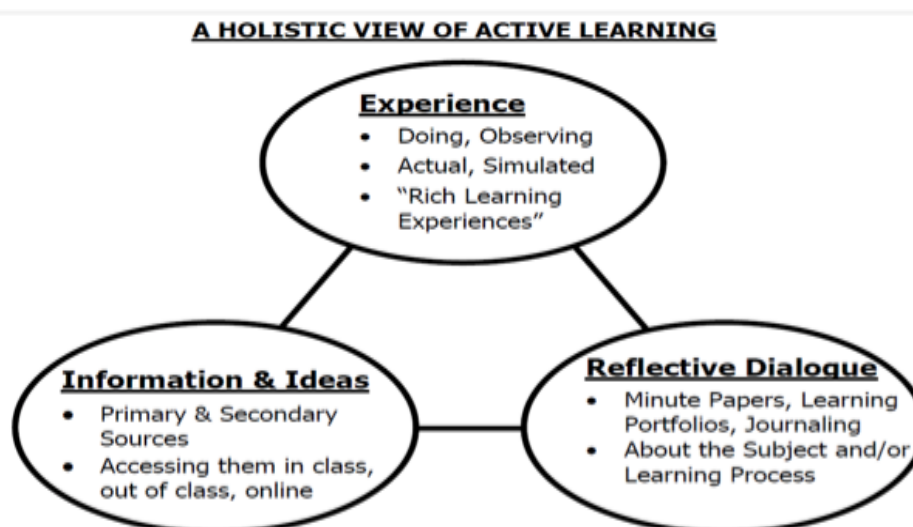 A HOLISTIC VIEW OF ACTIVE LEARNING
Experience
• Doing, Observing
• Actual, Simulated
• “Rich Learning
Experiences”
Information & Ideas
• Primary & Secondary
Sources
• Accessing them in class,
out of class, online
Reflective Dialogue
• Minute Papers, Learning
Portfolios, Journaling
• About the Subject and/or
Learning Process